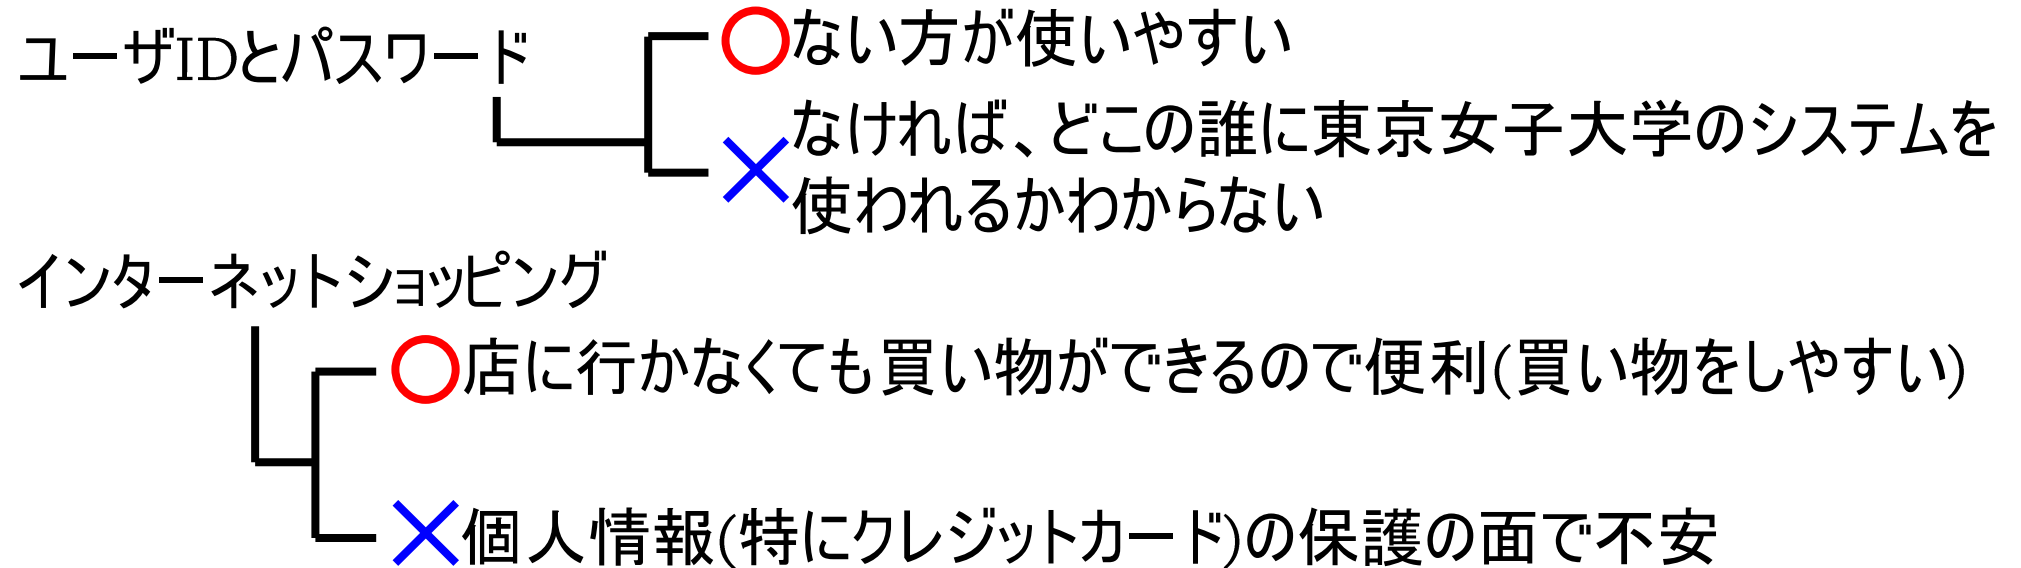 ユーザIDとパスワード
ない方が使いやすい
なければ、どこの誰に東京女子大学のシステムを
使われるかわからない
インターネットショッピング
店に行かなくても買い物ができるので便利(買い物をしやすい)
個人情報(特にクレジットカード)の保護の面で不安